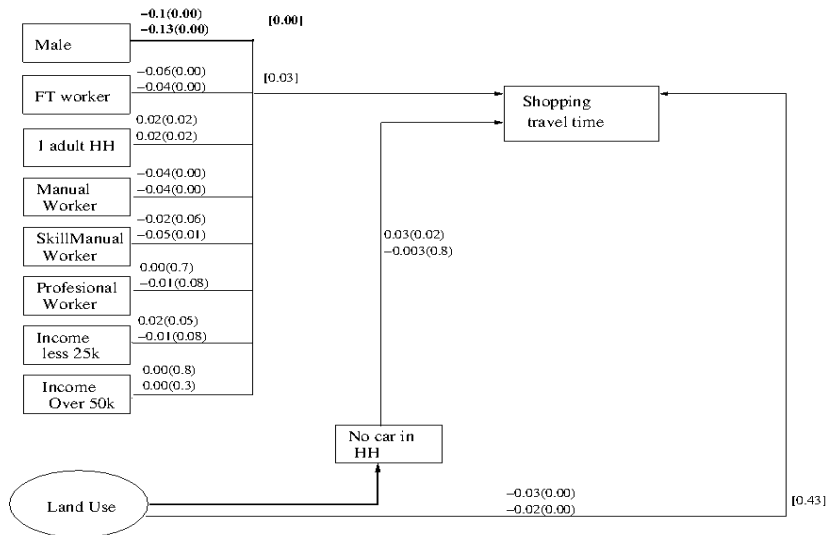 −0.1(0.00)
−0.13(0.00)
[0.00]
Male
−0.06(0.00)
−0.04(0.00)
[0.03]
FT worker
0.02(0.02)
0.02(0.02)
1 adult HH
−0.04(0.00)
−0.04(0.00)
Manual
Worker
−0.02(0.06)
−0.05(0.01)
SkillManual
Worker
0.00(0.7)
−0.01(0.08)
Profesional
Worker
0.02(0.05)
−0.01(0.08)
Income
less 25k
0.00(0.8)
0.00(0.3)
Income
Over 50k
Shopping
travel time
0.03(0.02)
−0.003(0.8)
No car in
HH
Land Use
−0.03(0.00)
−0.02(0.00)
[0.43]